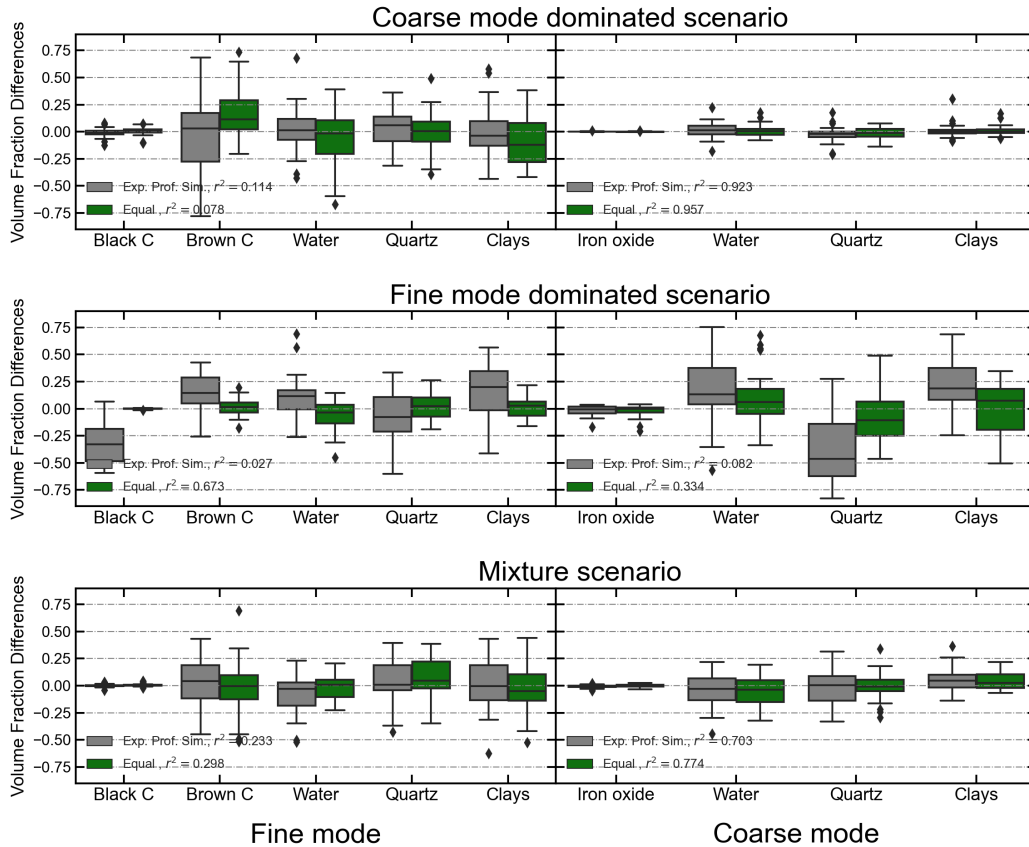 Coarse mode dominated scenario
Volume Fraction Differences
0.75
0.50
0.25
0.00
−0.25
−0.50
−0.75
Exp. Prof. Sim., r² = 0.114
Equal , r² = 0.078
Exp. Prof. Sim., r² = 0.923
Equal , r² = 0.957
Black C Brown C Water Quartz Clays Iron oxide Water Quartz Clays
Fine mode dominated scenario
Volume Fraction Differences
0.75
0.50
0.25
0.00
−0.25
−0.50
−0.75
Exp. Prof. Sim., r² = 0.027
Equal , r² = 0.673
Exp. Prof. Sim., r² = 0.082
Equal , r² = 0.334
Black C Brown C Water Quartz Clays Iron oxide Water Quartz Clays
Mixture scenario
Volume Fraction Differences
0.75
0.50
0.25
0.00
−0.25
−0.50
−0.75
Exp. Prof. Sim., r² = 0.233
Equal , r² = 0.298
Exp. Prof. Sim., r² = 0.703
Equal , r² = 0.774
Black C Brown C Water Quartz Clays Iron oxide Water Quartz Clays
Fine mode Coarse mode